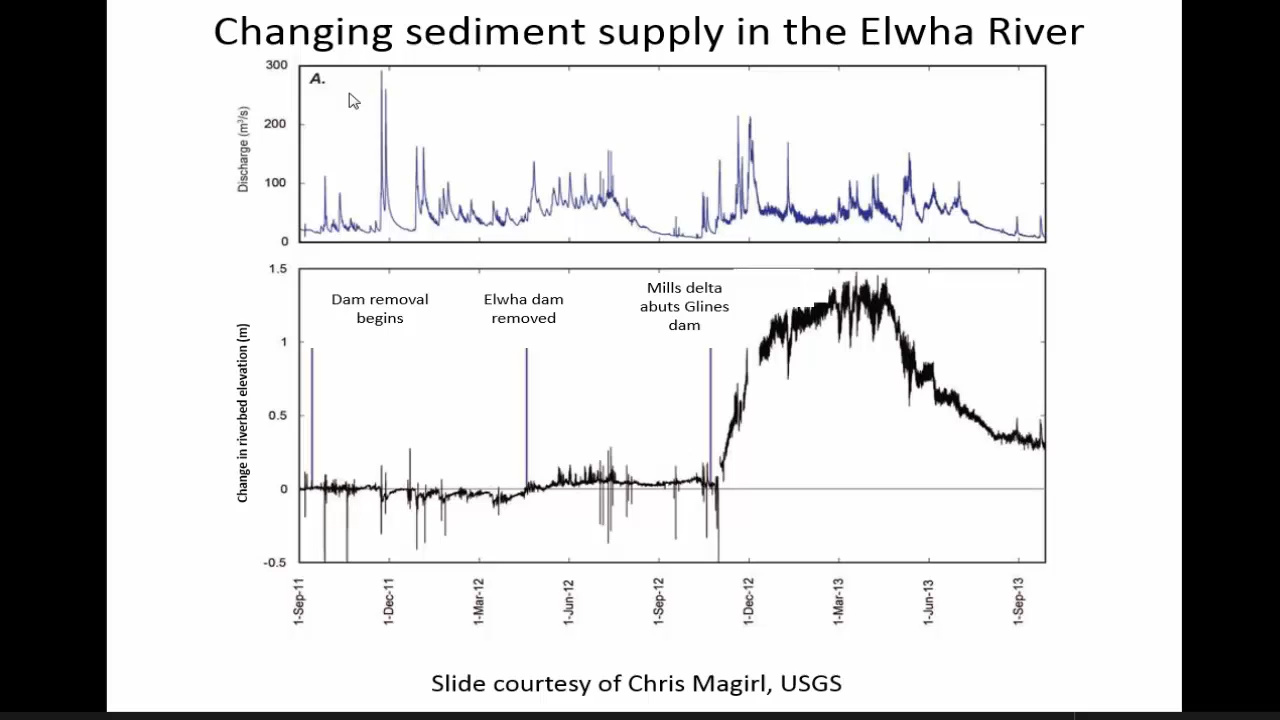 Changing sediment supply in the Elwha River
A.
300
200
100
0
Discharge (m³/s)
1.5
1
0.5
0
-0.5
Change in riverbed elevation (m)
Dam removal
begins
Elwha dam
removed
Mills delta
abuts Glines
dam
1-Sep-11
1-Dec-11
1-Mar-12
1-Jun-12
1-Sep-12
1-Dec-12
1-Mar-13
1-Jun-13
1-Sep-13
Slide courtesy of Chris Magirl, USGS